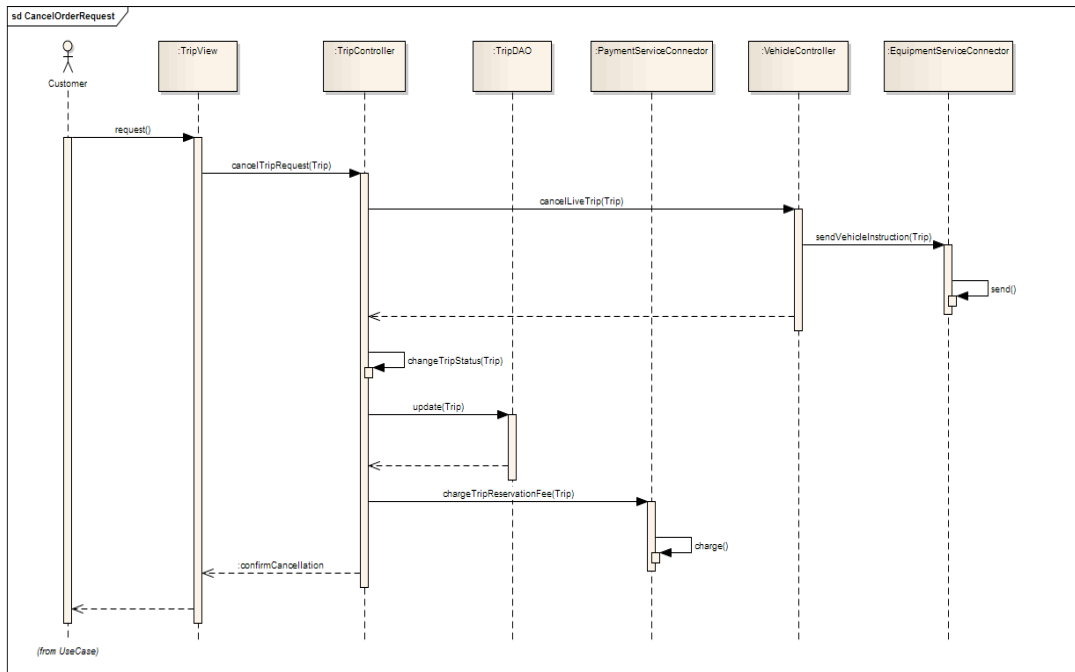 sd CancelOrderRequest
:TripView
:TripController
:TripDAO
:PaymentServiceConnector
:VehicleController
:EquipmentServiceConnector
Customer
request()
cancelTripRequest(Trip)
cancelLiveTrip(Trip)
sendVehicleInstruction(Trip)
send()
changeTripStatus(Trip)
update(Trip)
chargeTripReservationFee(Trip)
charge()
:confirmCancellation
(from UseCase)